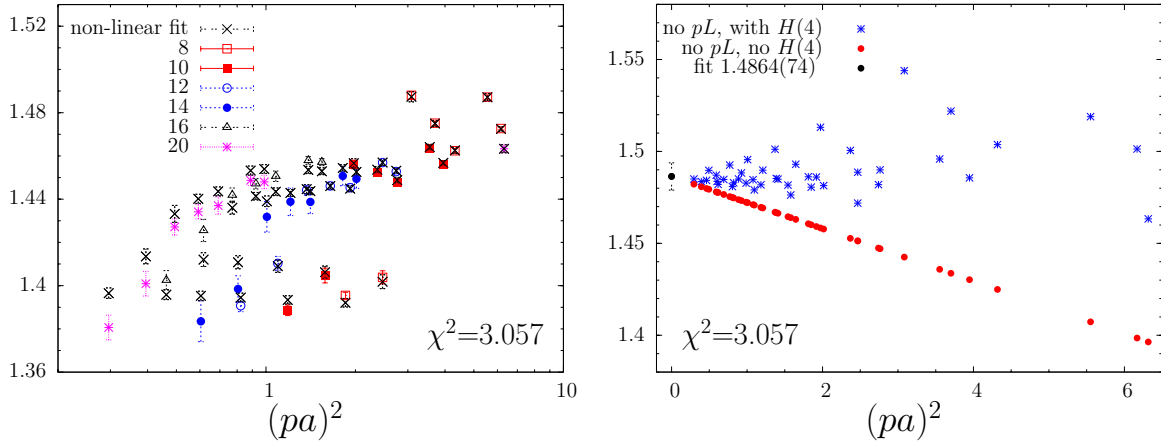 non-linear fit
8
10
12
14
16
20
1.52
1.48
1.44
1.4
1.36
χ²=3.057
1
10
(pa)²
no pL, with H(4)
no pL, no H(4)
fit 1.4864(74)
1.55
1.5
1.45
1.4
χ²=3.057
0
2
4
6
(pa)²